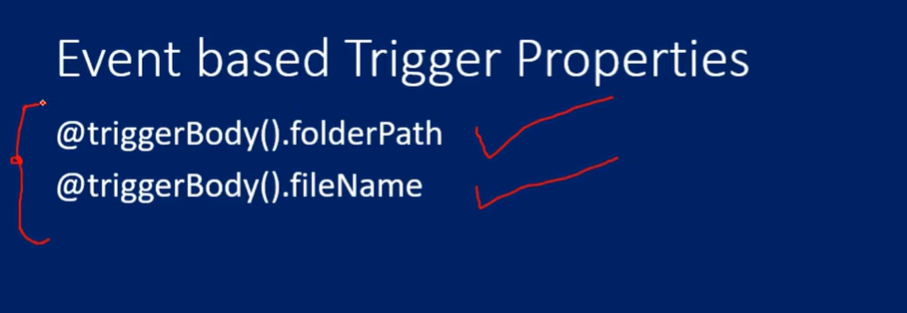 Event based Trigger Properties
@triggerBody().folderPath
@triggerBody().fileName